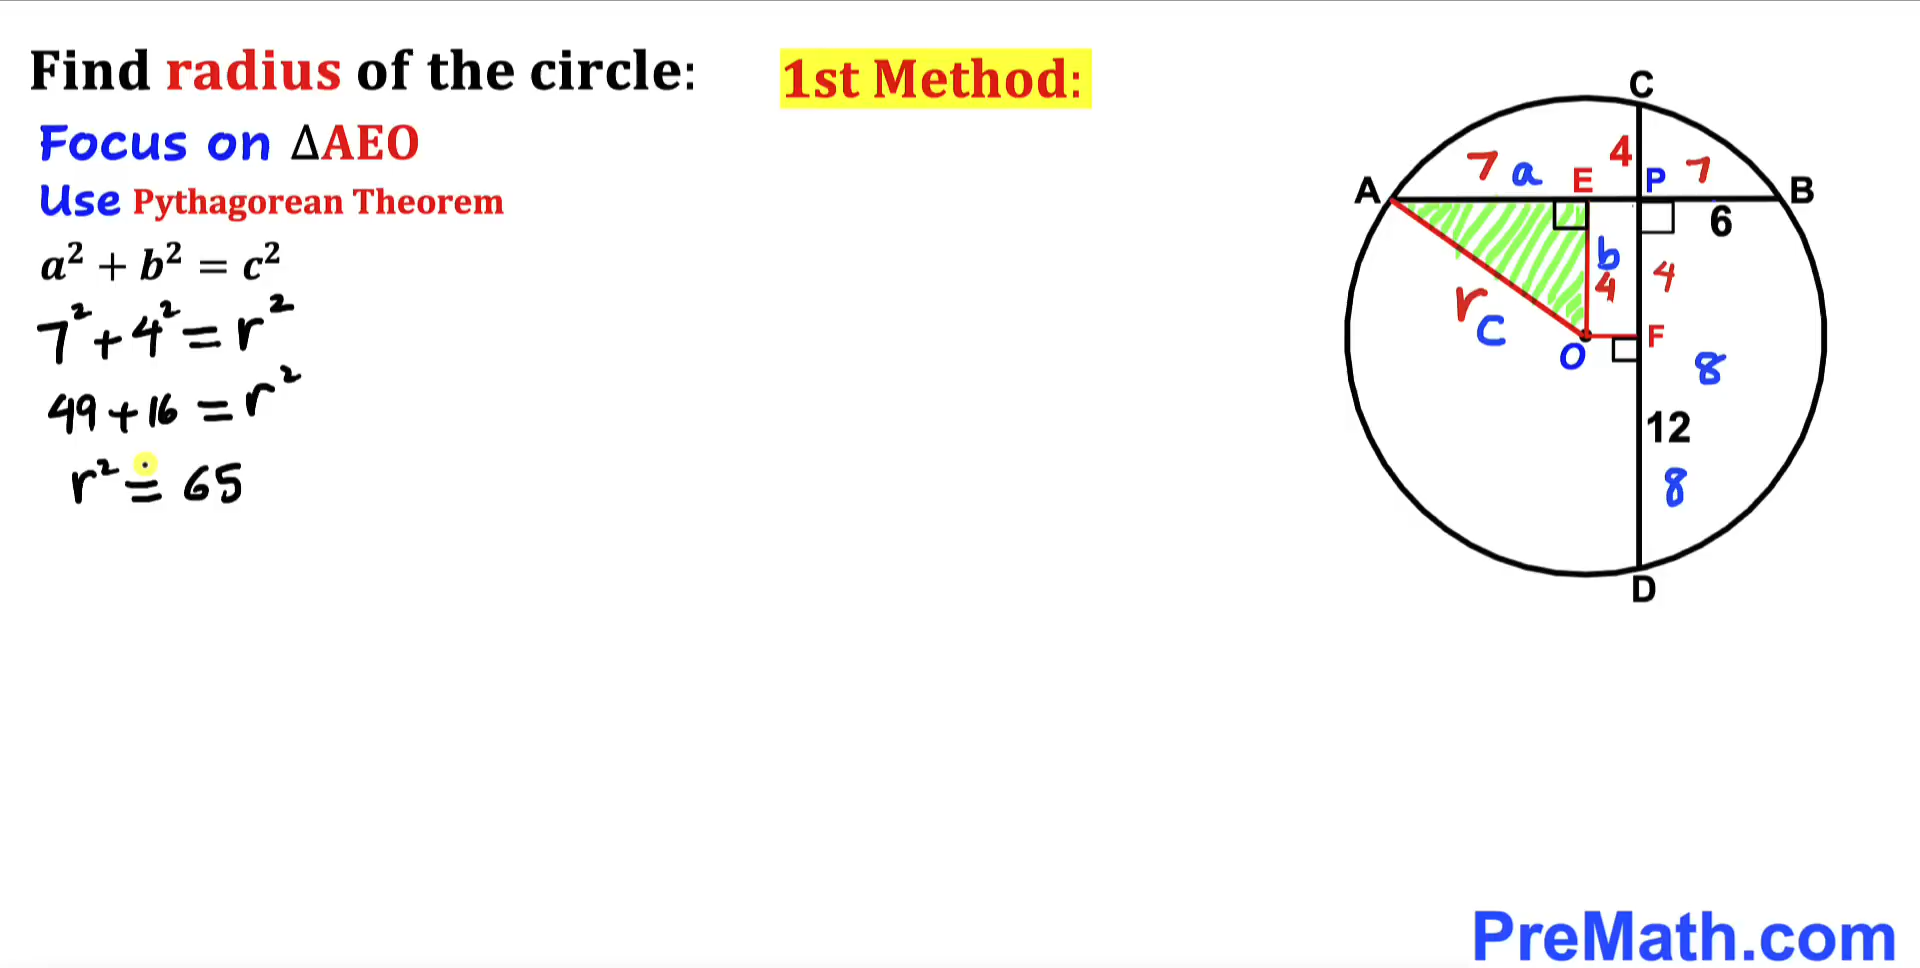 Find radius of the circle:
1st Method:
Focus on ΔAEO
Use Pythagorean Theorem
a² + b² = c²
7² + 4² = r²
49 + 16 = r²
r² = 65
C
7 a E 4 P 7
A B
6
b
4 4
r c
O F
8
12
8
D
PreMath.com